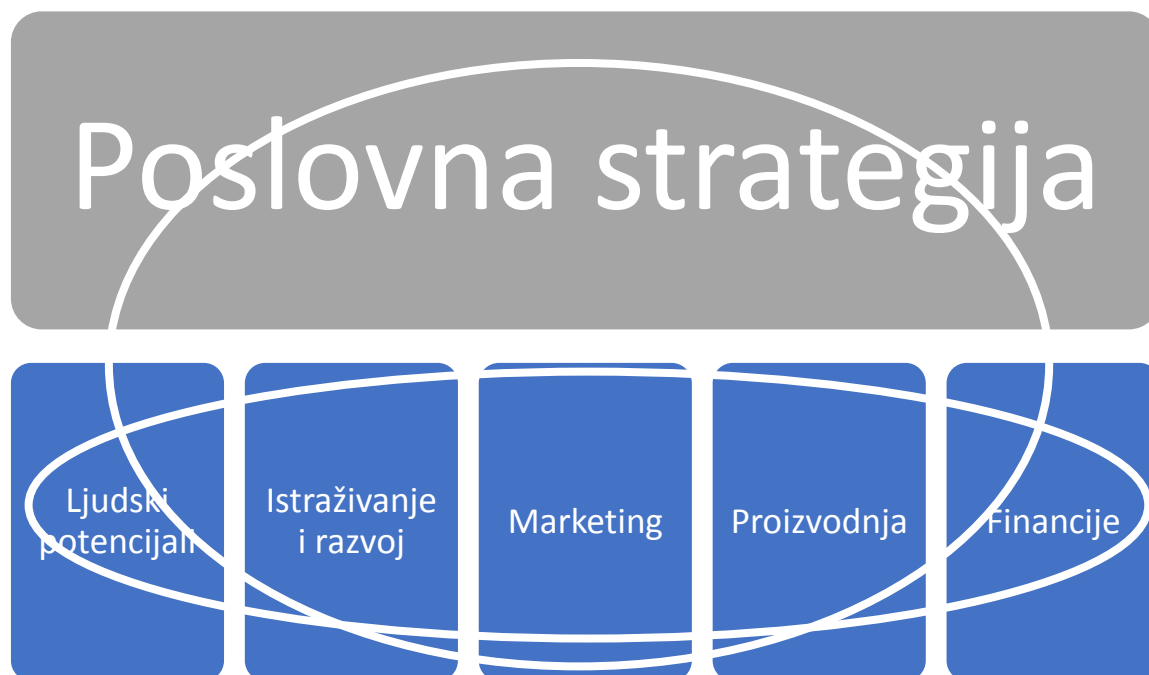 Poslovna strategija
Ljudski
potencijali
Istraživanje
i razvoj
Marketing
Proizvodnja
Financije